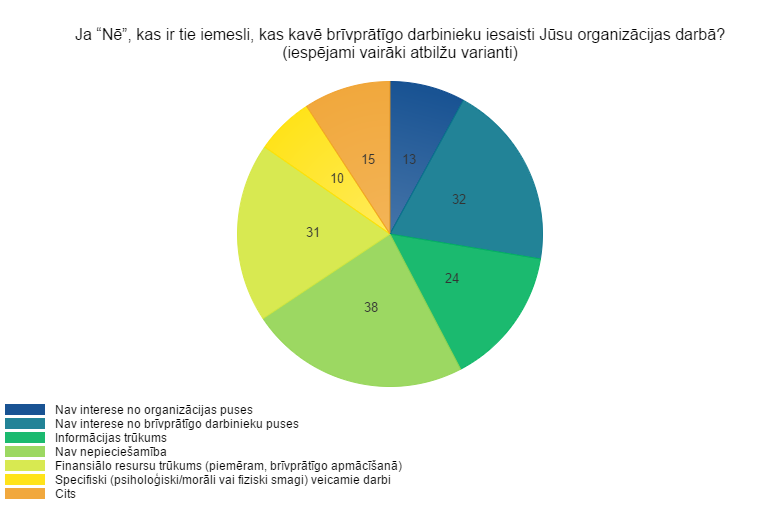 Ja “Nē”, kas ir tie iemesli, kas kavē brīvprātīgo darbinieku iesaisti Jūsu organizācijas darbā?
(iespējami vairāki atbilžu varianti)
15
13
10
32
31
24
38
Nav interese no organizācijas puses
Nav interese no brīvprātīgo darbinieku puses
Informācijas trūkums
Nav nepieciešamība
Finansiālo resursu trūkums (piemēram, brīvprātīgo apmācīšanā)
Specifiski (psiholoģiski/morāli vai fiziski smagi) veicamie darbi
Cits